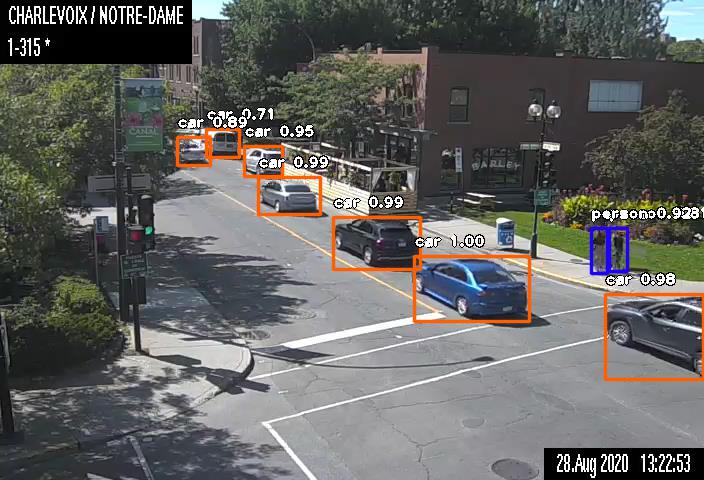 CHARLEVOIX / NOTRE-DAME
1-315 *
car 0.71
car 0.89
car 0.95
CANAL
car 0.99
car 0.99
car 1.00
car 0.98
28.Aug 2020 13:22:53